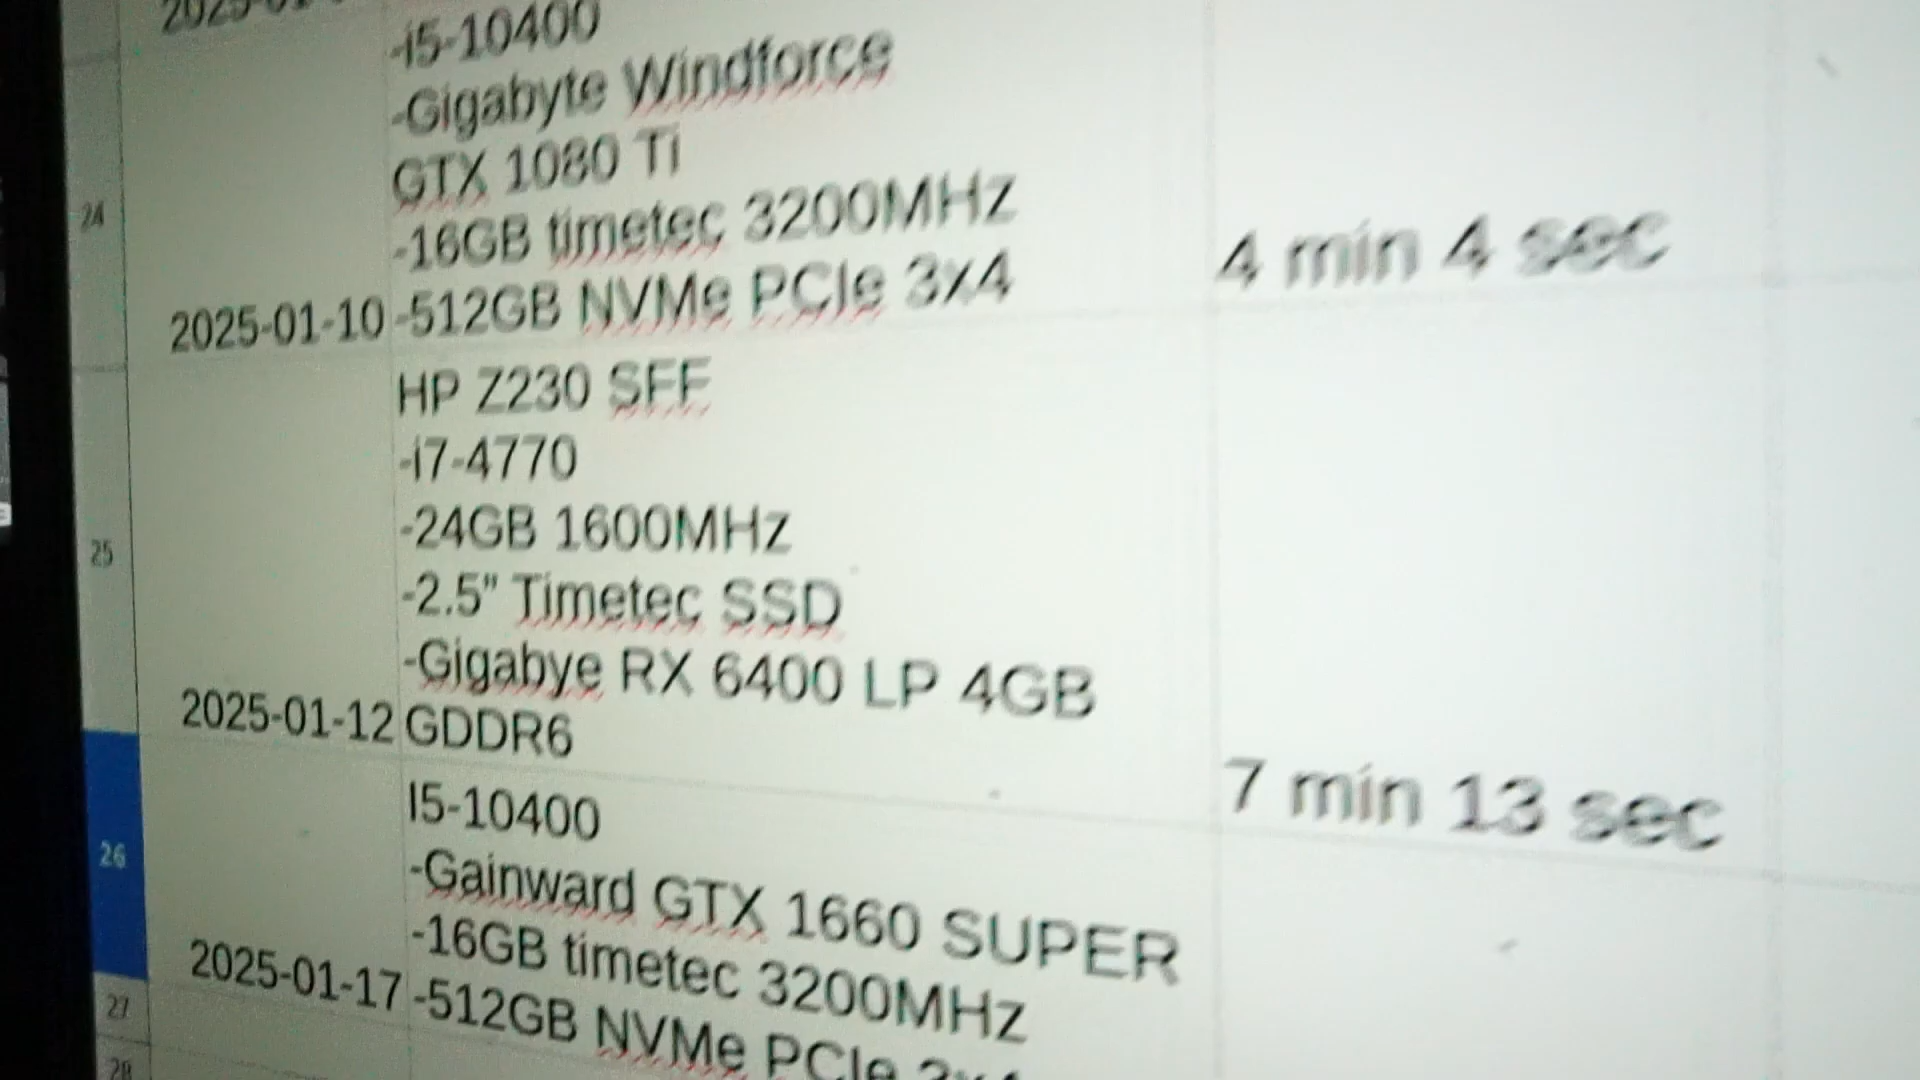 -i5-10400
-Gigabyte Windforce
GTX 1080 Ti
-16GB timetec 3200MHz
24
4 min 4 sec
2025-01-10 -512GB NVMe PCIe 3x4
HP Z230 SFF
-i7-4770
-24GB 1600MHz
25
-2.5" Timetec SSD
-Gigabye RX 6400 LP 4GB
2025-01-12 GDDR6
7 min 13 sec
I5-10400
26
-Gainward GTX 1660 SUPER
-16GB timetec 3200MHz
2025-01-17 -512GB NVMe PCIe 3x4
27
28